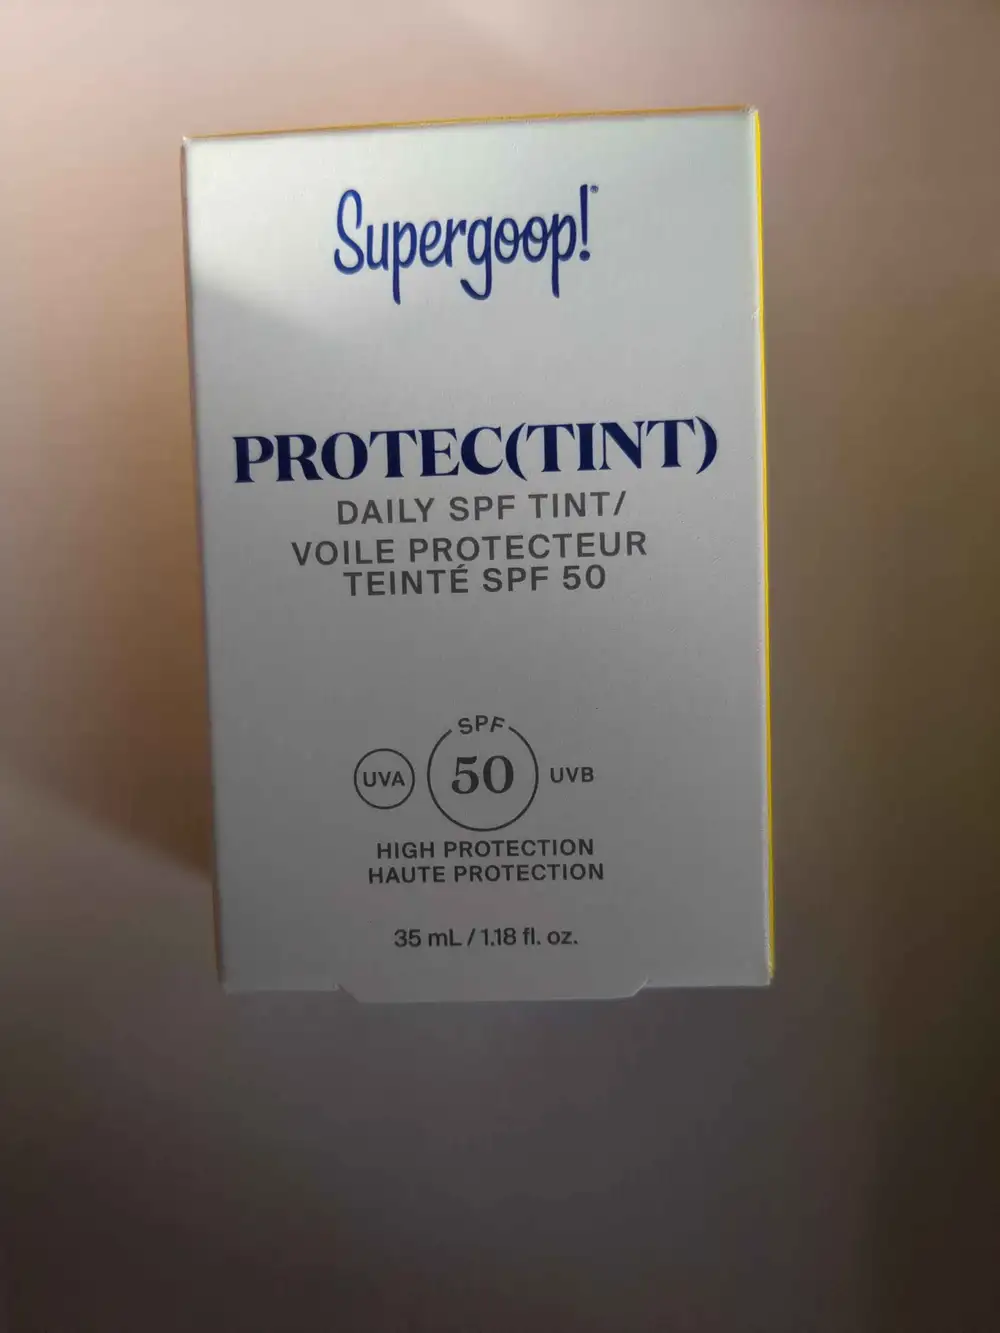 Supergoop!
PROTEC(TINT)
DAILY SPF TINT/
VOILE PROTECTEUR
TEINTÉ SPF 50
SPF
UVA 50 UVB
HIGH PROTECTION
HAUTE PROTECTION
35 mL / 1.18 fl. oz.